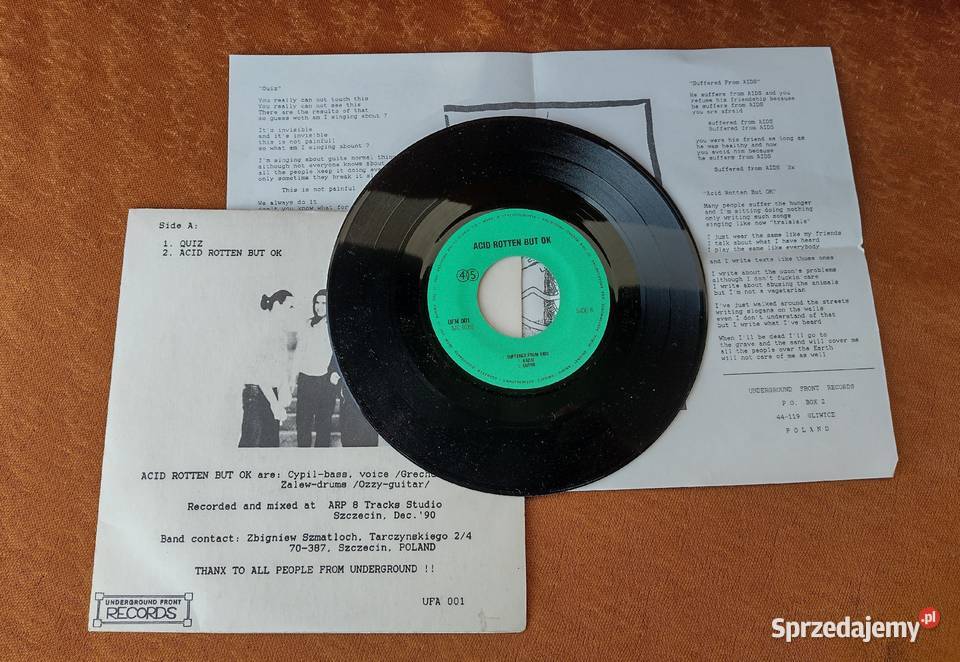 "Quiz"
You really can not touch this
You really can not see this
There are the results of that
so guess woth am I singing about ?
It's invisible
and it's invisible
this is not painful!
so what am I singing abount ?
I'm singing about guite normal thin
although not everyone knows about
all the people keep it doing eve
only sometime they break it s
This is not painful
We always do it
you know what for
"Suffered From AIDS"
He suffers from AIDS and you
refuse his friendship because
he suffers from AIDS
you are afraid
suffered from AIDS
Suffered from AIDS
you were his friend as long as
he was healthy and now
you avoid him because
he suffers from AIDS
Suffered from AIDS 2x
"Acid Rotten But OK"
Many people suffer the hunger
and I'm sitting doing nothing
only writing such songs
singing like now "tralalala"
I just wear the same like my friends
I talk about what I have heard
I play the same like everybody
and I write texts like those ones
I write about the ozon's problems
although I don't fuckin'care
I write about abusing the animals
but I'm not a vegetarian
I've just walked around the streets
writing slogans on the walls
even I don't understand of that
but I write what I've heard
When I'll be dead I'll go to
the grave and the sand will cover me
all the people over the Earth
will not care of me as well
UNDERGROUND FRONT RECORDS
P.O. BOX 2
44-119 GLIWICE
POLAND
ACID ROTTEN BUT OK
45
UFA 001
SIDE
SUFFERED FROM AIDS
Side A:
1. QUIZ
2. ACID ROTTEN BUT OK
ACID ROTTEN BUT OK are: Cypil-bass, voice /Grech
Zalew-drums /Ozzy-guitar/
Recorded and mixed at ARP 8 Tracks Studio
Szczecin, Dec.'90
Band contact: Zbigniew Szmatloch, Tarczynskiego 2/4
70-387, Szczecin, POLAND
THANX TO ALL PEOPLE FROM UNDERGROUND !!
UFA 001
UNDERGROUND FRONT
RECORDS
Sprzedajemy.pl